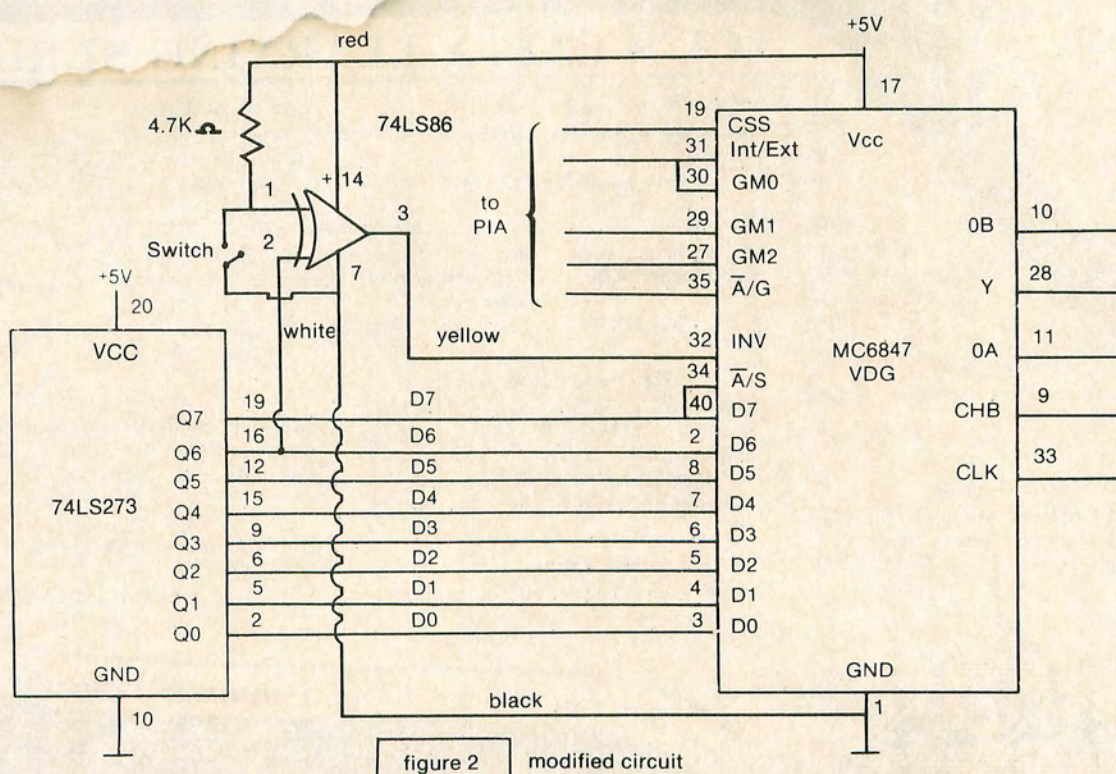 red
+5V
17
4.7K Ω
74LS86
19
CSS
Vcc
31
Int/Ext
30
GM0
1
+ 14
to
PIA
3
29
GM1
0B
10
2
Switch
27
GM2
7
35
A̅/G
Y
28
+5V
20
white
yellow
32
INV
0A
11
VCC
34
A̅/S
MC6847
VDG
40
D7
CHB
9
Q7
19
D7
Q6
16
D6
2
D6
Q5
12
D5
8
D5
CLK
33
74LS273
Q4
15
D4
7
D4
Q3
9
D3
6
D3
Q2
6
D2
5
D2
Q1
5
D1
4
D1
Q0
2
D0
3
D0
GND
GND
10
black
1
figure 2 modified circuit